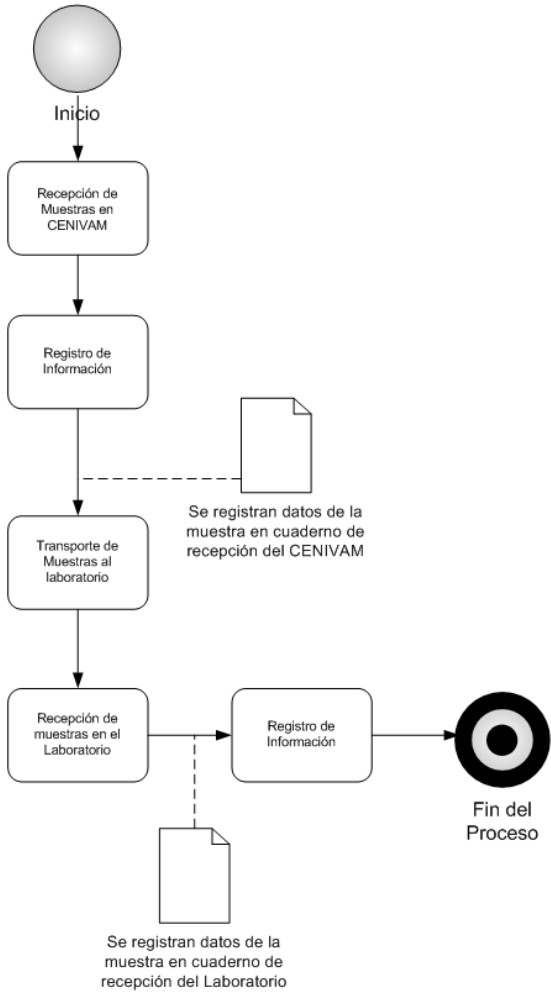 Inicio
Recepción de
Muestras en
CENIVAM
Registro de
Información
Se registran datos de la
muestra en cuaderno de
recepción del CENIVAM
Transporte de
Muestras al
laboratorio
Recepción de
muestras en el
Laboratorio
Registro de
Información
Fin del
Proceso
Se registran datos de la
muestra en cuaderno de
recepción del Laboratorio